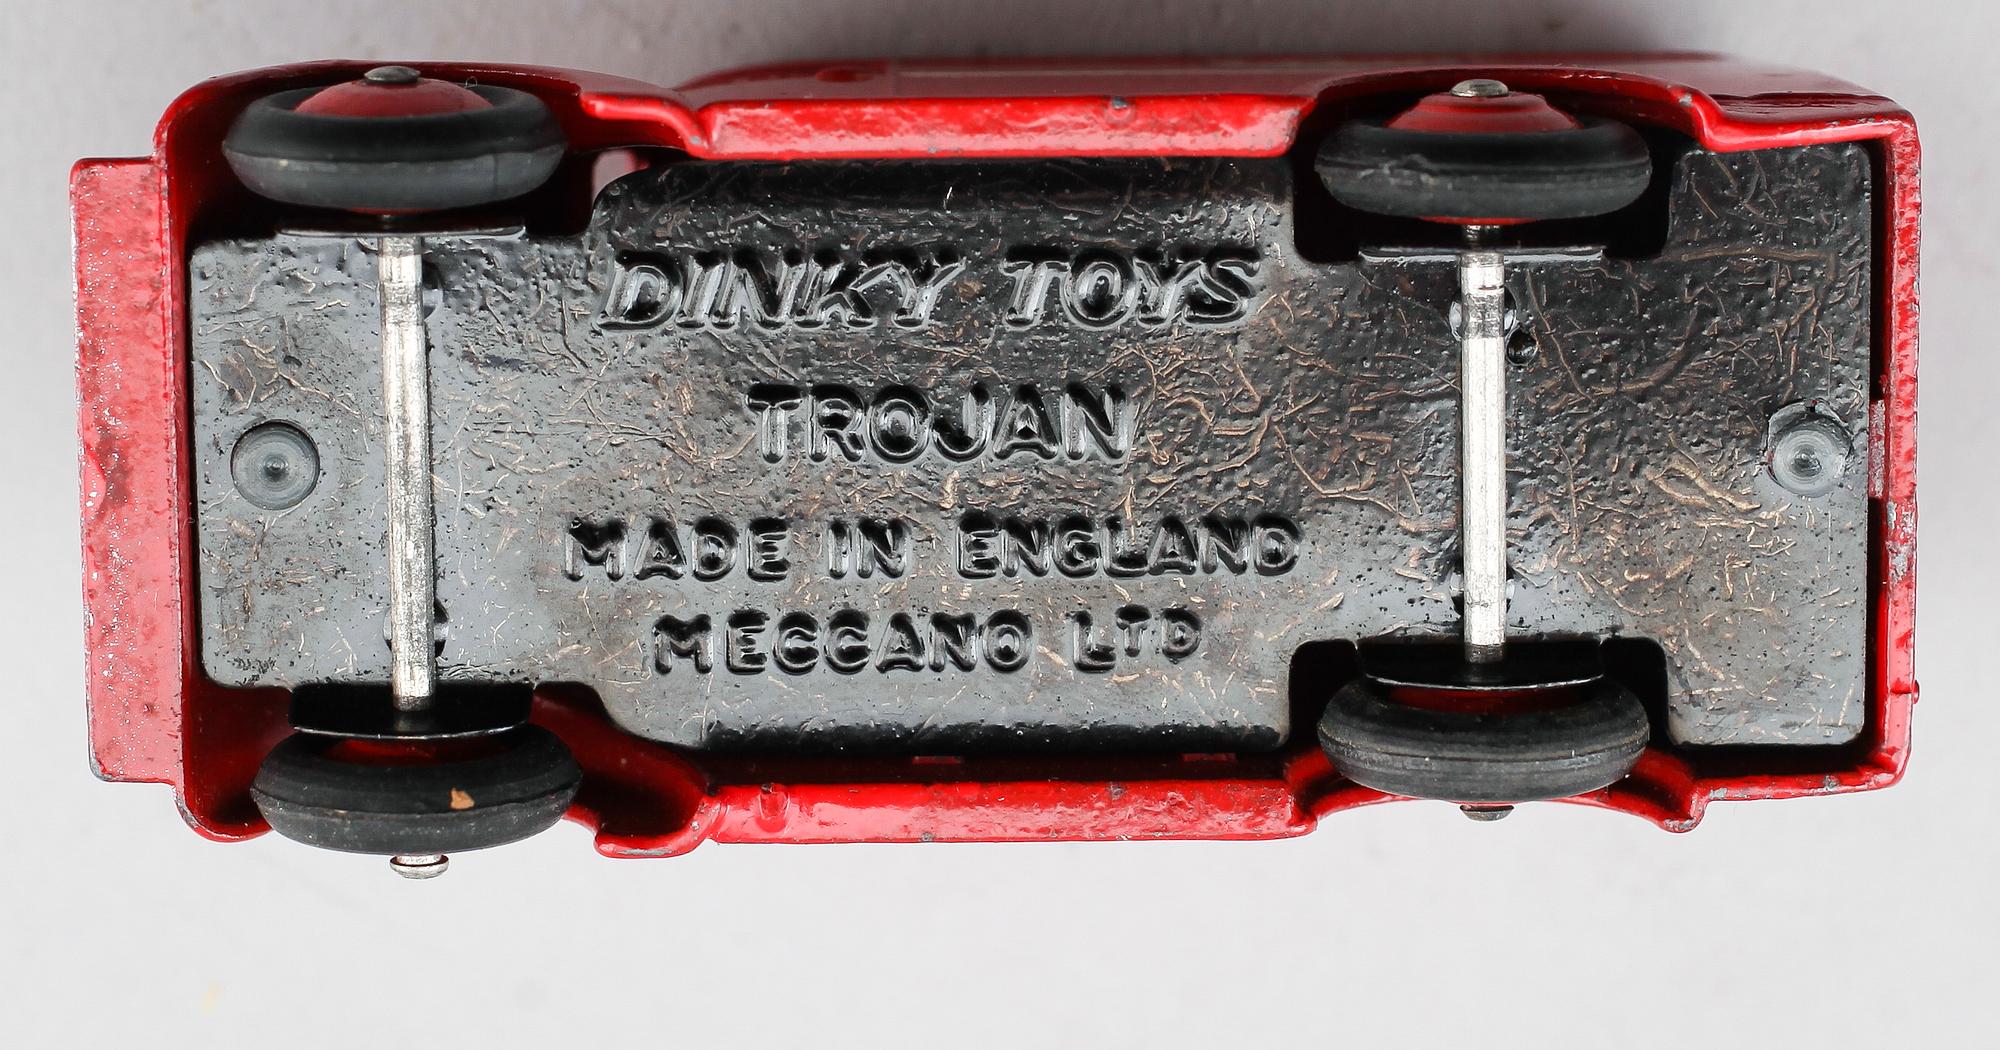 DINKY TOYS
TROJAN
MADE IN ENGLAND
MECCANO LTD